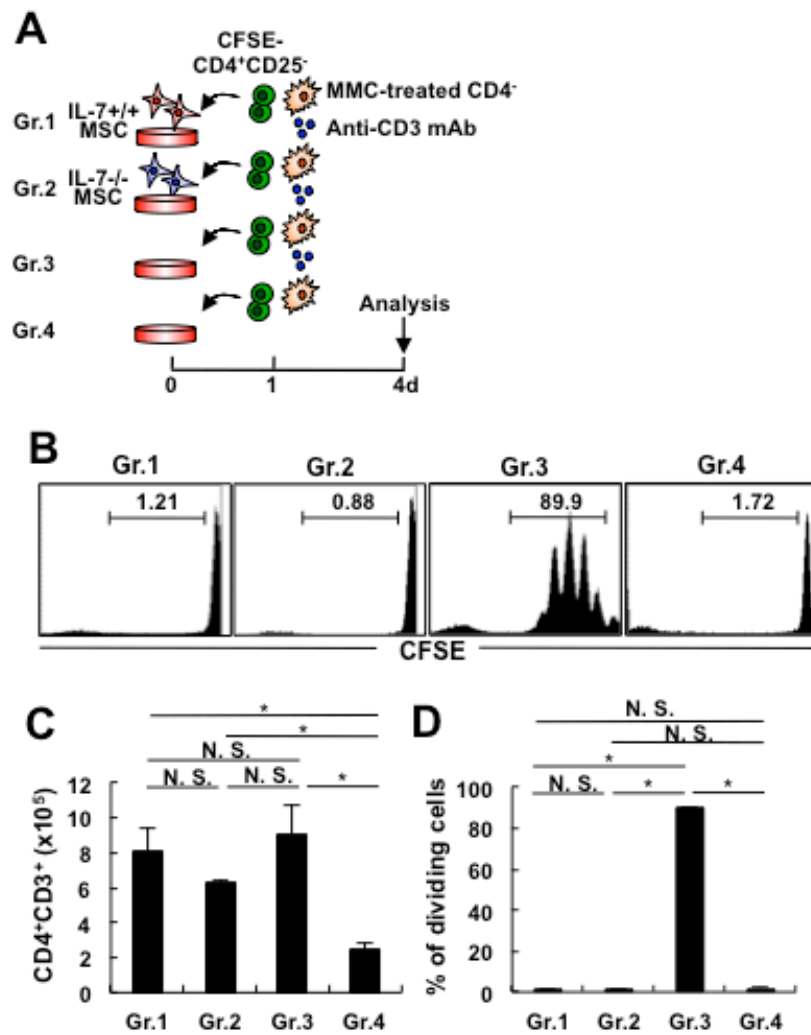 A
CFSE-
CD4⁺CD25⁻
MMC-treated CD4⁻
Gr.1 IL-7+/+
MSC
Anti-CD3 mAb
Gr.2 IL-7-/-
MSC
Gr.3
Gr.4
Analysis
0 1 4d
B
Gr.1 Gr.2 Gr.3 Gr.4
1.21 0.88 89.9 1.72
CFSE
C
*
*
N. S.
N. S. N. S. *
CD4⁺CD3⁺ (x10⁵)
12
10
8
6
4
2
0
Gr.1 Gr.2 Gr.3 Gr.4
D
N. S.
N. S.
*
N. S. * *
% of dividing cells
100
80
60
40
20
0
Gr.1 Gr.2 Gr.3 Gr.4